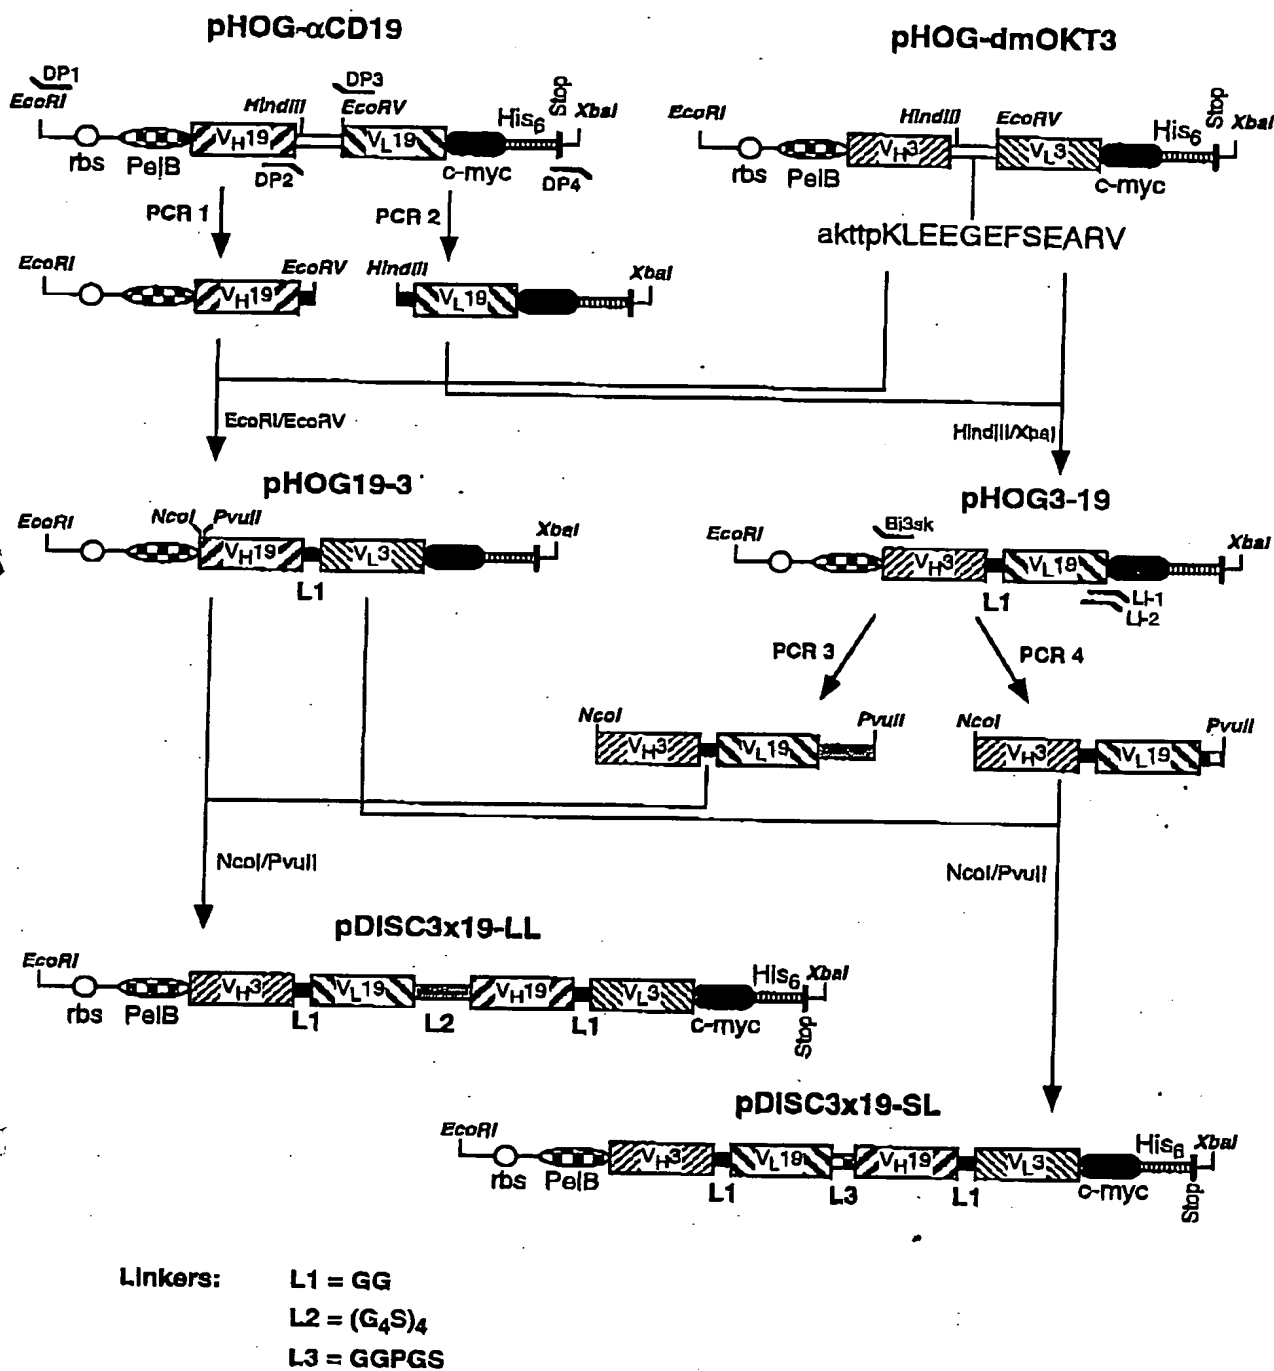 pHOG-αCD19
pHOG-dmOKT3
DP1
EcoRI
HindIII
DP3
EcoRV
His6
Stop
XbaI
rbs
PelB
VH19
VL19
c-myc
DP2
DP4
EcoRI
HindIII
EcoRV
His6
Stop
XbaI
rbs
PelB
VH3
VL3
c-myc
akttpKLEEGEFSEARV
PCR 1
PCR 2
EcoRI
VH19
EcoRV
HindIII
VL19
XbaI
EcoRI/EcoRV
HindIII/XbaI
pHOG19-3
pHOG3-19
EcoRI
NcoI
PvuII
VH19
VL3
XbaI
L1
EcoRI
Bi3sk
VH3
VL19
XbaI
L1
Li-1
Li-2
PCR 3
PCR 4
NcoI
VH3
VL19
PvuII
NcoI
VH3
VL19
PvuII
NcoI/PvuII
NcoI/PvuII
pDISC3x19-LL
EcoRI
rbs
PelB
VH3
L1
VL19
L2
VH19
L1
VL3
c-myc
His6
XbaI
Stop
pDISC3x19-SL
EcoRI
rbs
PelB
VH3
L1
VL19
L3
VH19
L1
VL3
c-myc
His6
XbaI
Stop
Linkers:
L1 = GG
L2 = (G4S)4
L3 = GGPGS